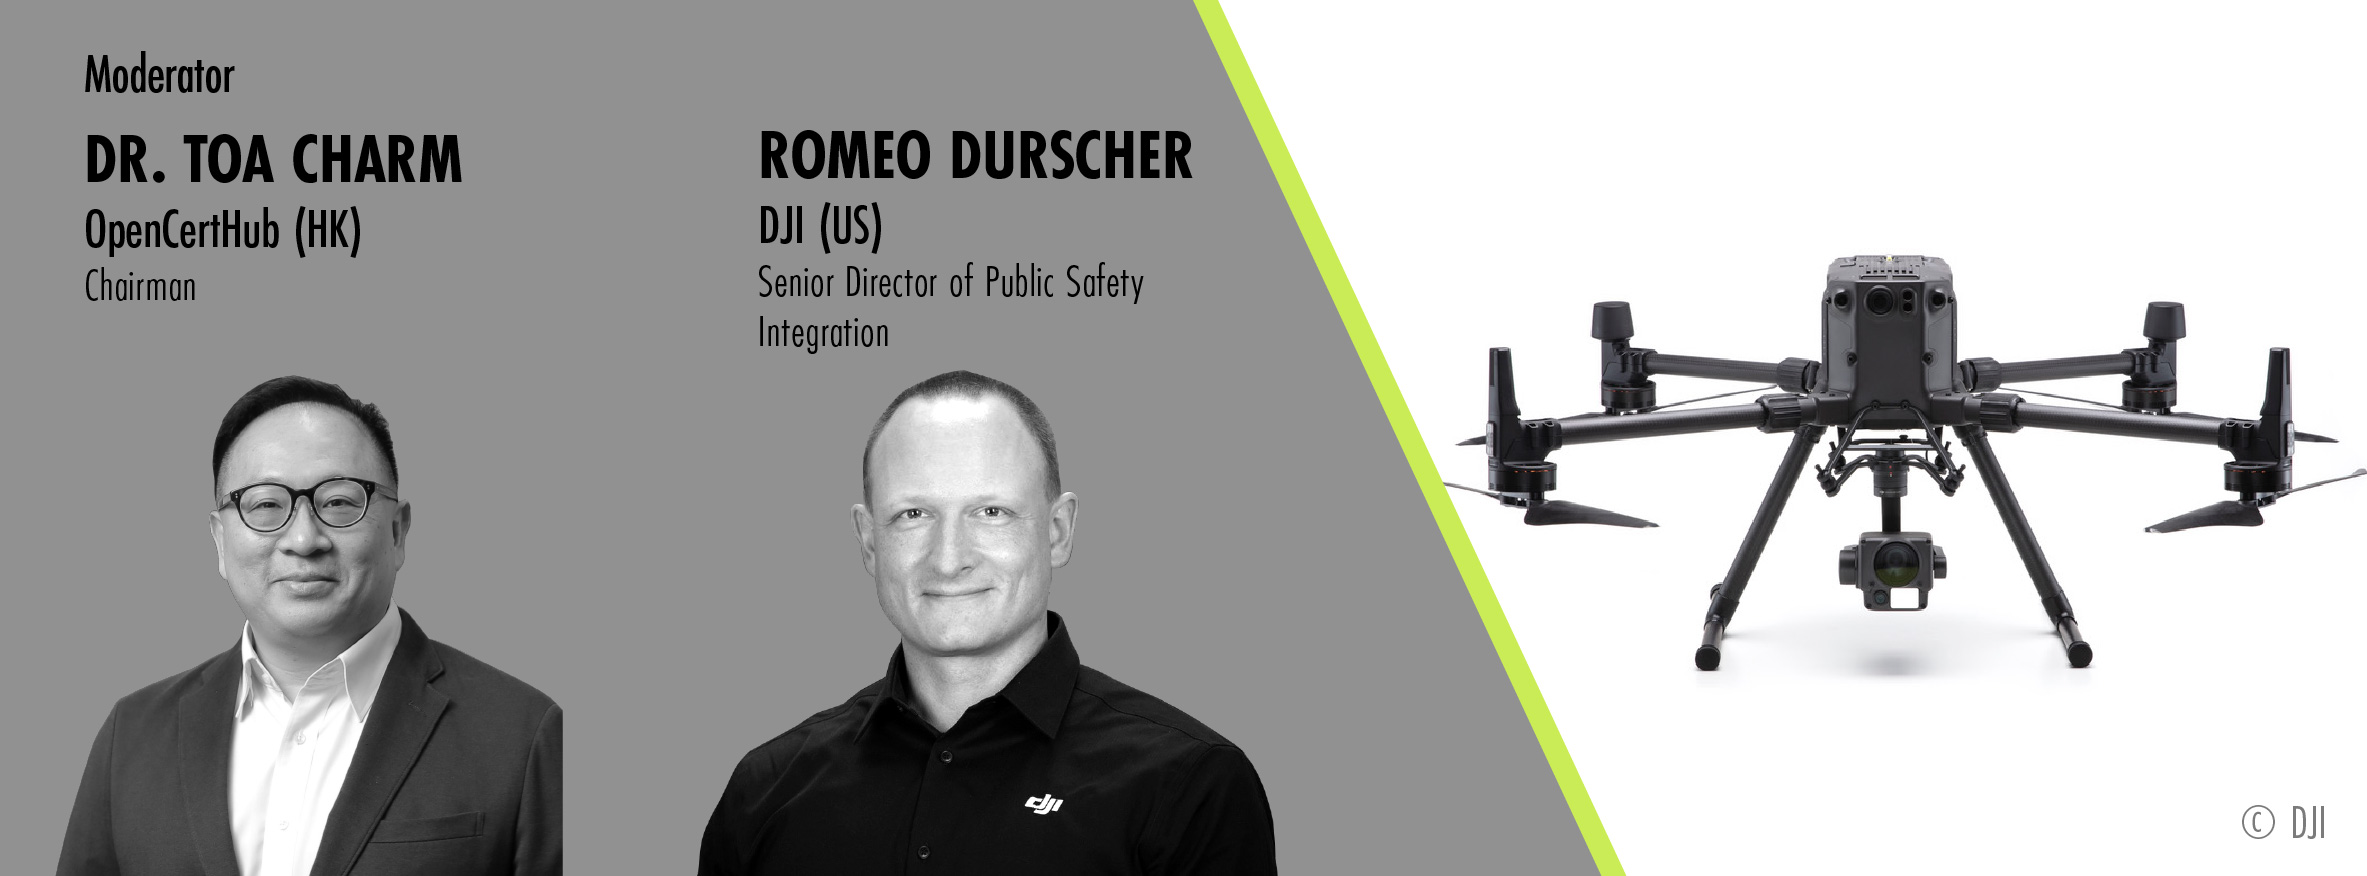 Moderator
DR. TOA CHARM
OpenCertHub (HK)
Chairman
ROMEO DURSCHER
DJI (US)
Senior Director of Public Safety
Integration
dji
© DJI